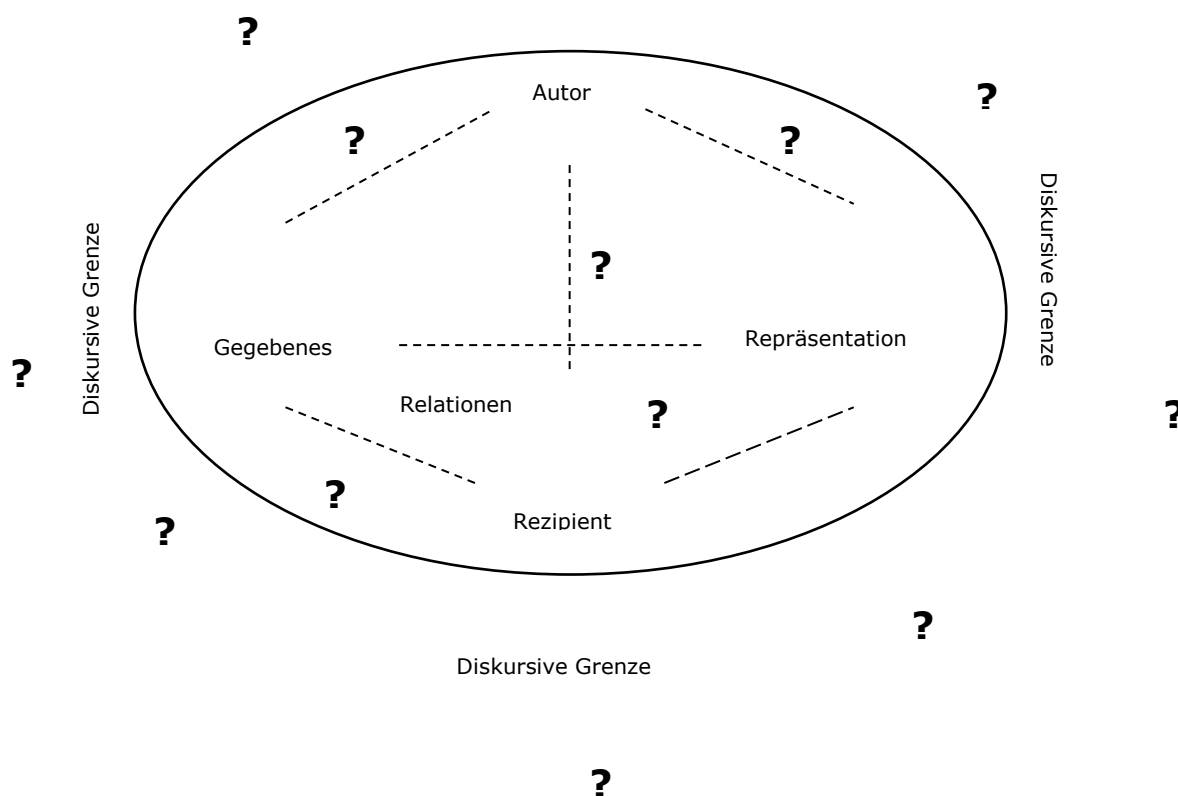 ?
Autor
?
?
?
Diskursive Grenze
?
Diskursive Grenze
Gegebenes
Repräsentation
?
Relationen
?
?
?
Rezipient
?
?
Diskursive Grenze
?